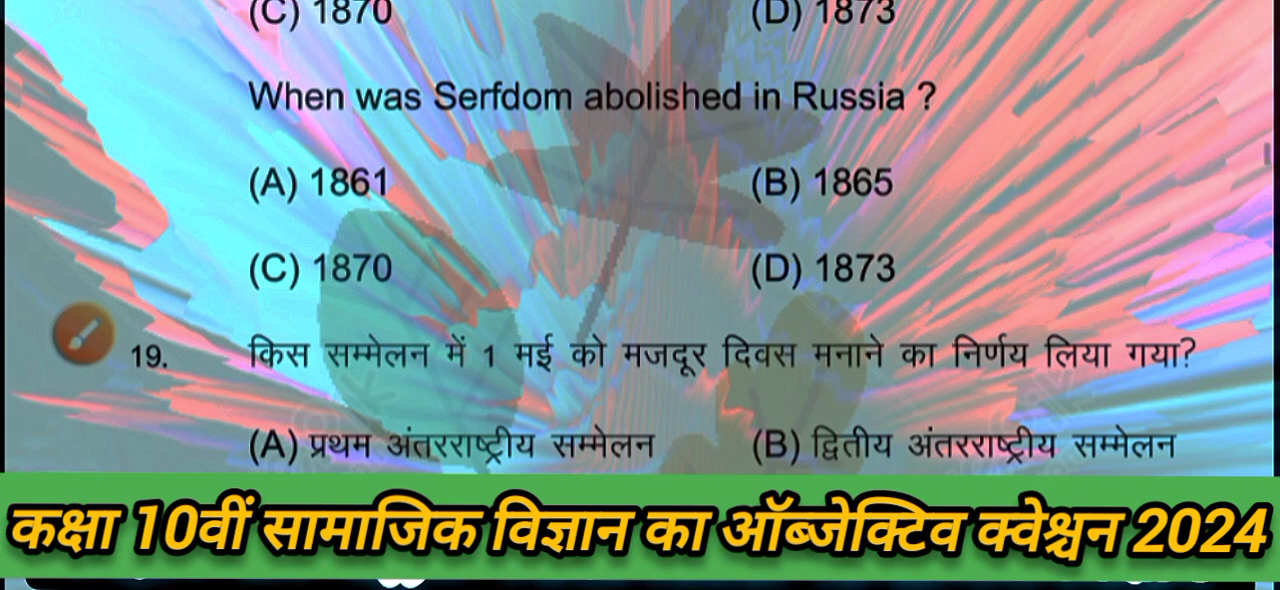 (C) 1870 (D) 1873
When was Serfdom abolished in Russia ?
(A) 1861 (B) 1865
(C) 1870 (D) 1873
19. किस सम्मेलन में 1 मई को मजदूर दिवस मनाने का निर्णय लिया गया?
(A) प्रथम अंतरराष्ट्रीय सम्मेलन (B) द्वितीय अंतरराष्ट्रीय सम्मेलन
कक्षा 10वीं सामाजिक विज्ञान का ऑब्जेक्टिव क्वेश्चन 2024